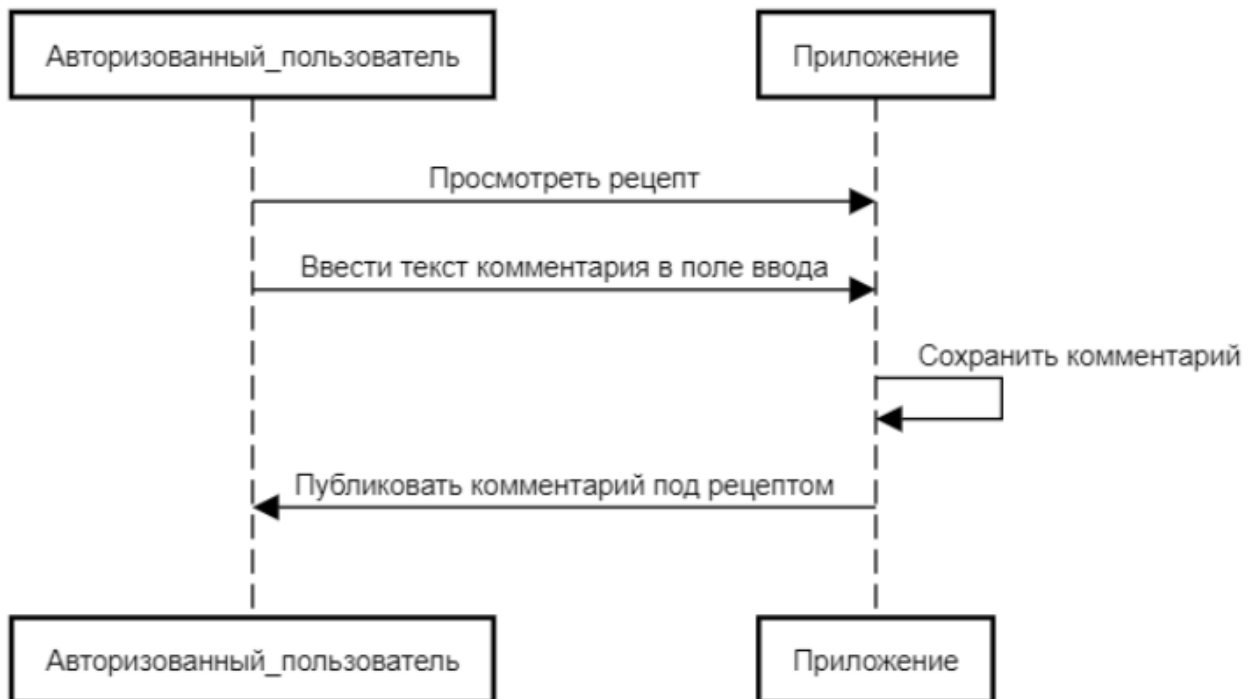 Авторизованный_пользователь
Приложение
Просмотреть рецепт
Ввести текст комментария в поле ввода
Сохранить комментарий
Публиковать комментарий под рецептом
Авторизованный_пользователь
Приложение